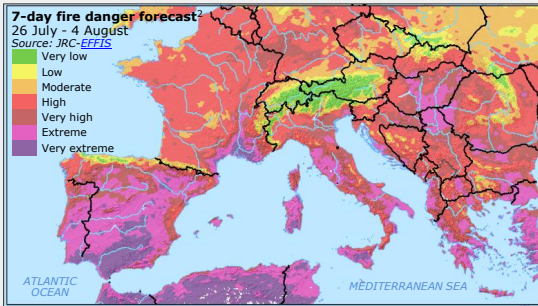 7-day fire danger forecast²
26 July - 4 August
Source: JRC-EFFIS
Very low
Low
Moderate
High
Very high
Extreme
Very extreme
ATLANTIC
OCEAN
MEDITERRANEAN SEA